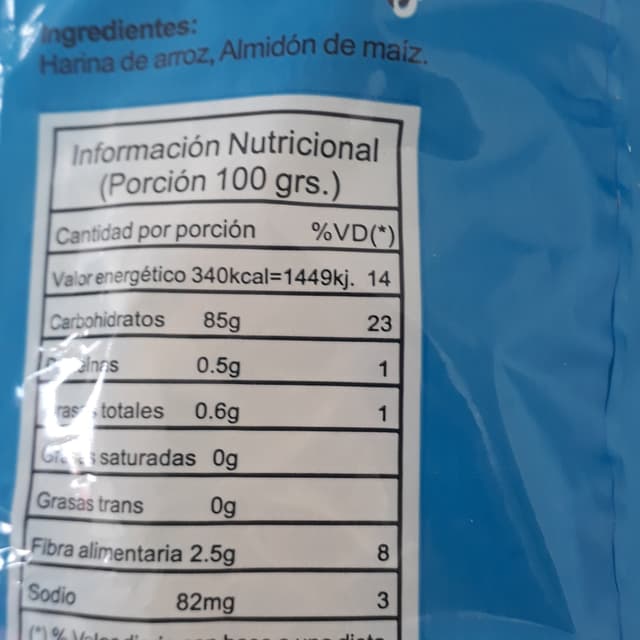 Ingredientes:
Harina de arroz, Almidón de maíz.
Información Nutricional
(Porción 100 grs.)
Cantidad por porción %VD(*)
Valor energético 340kcal=1449kj. 14
Carbohidratos 85g 23
0.5g 1
totales 0.6g 1
saturadas 0g
Grasas trans 0g
Fibra alimentaria 2.5g 8
Sodio 82mg 3